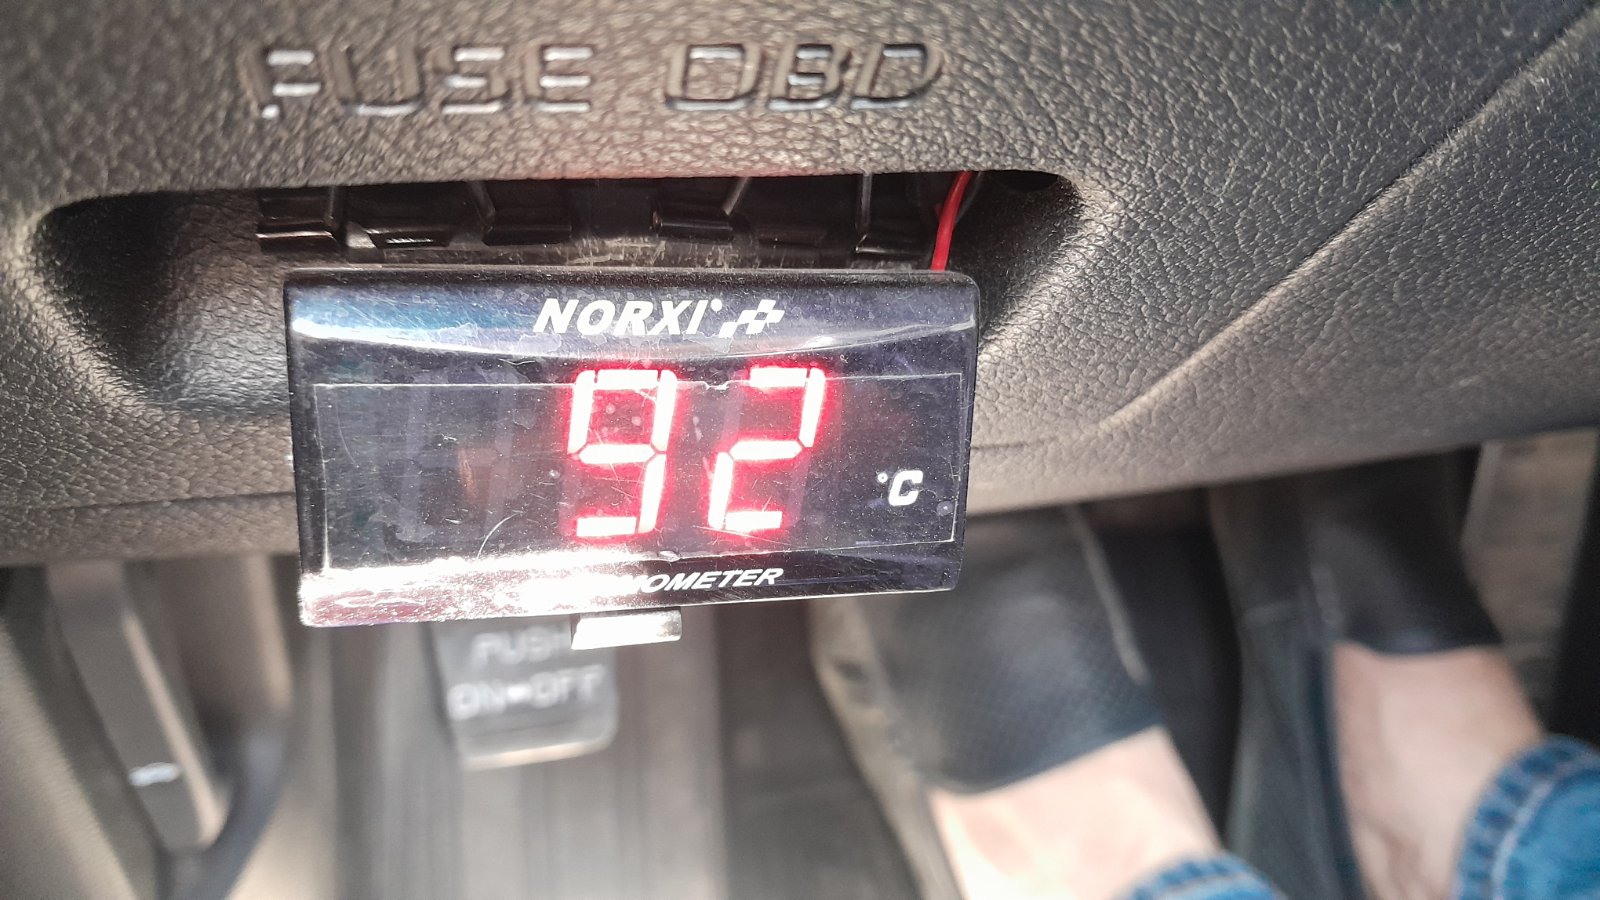 FUSE OBD
NORXI
92
°C
PUSH
ON⬌OFF